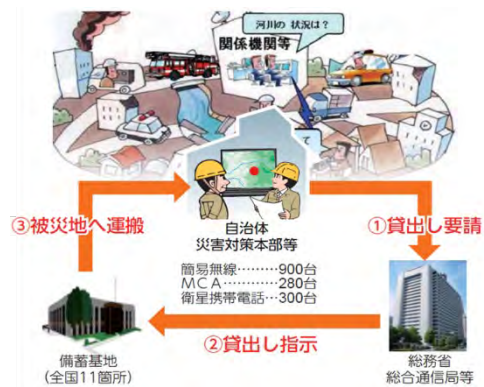 河川の 状況は？
関係機関等
て
③被災地へ運搬
①貸出し要請
自治体
災害対策本部等
簡易無線………900台
ＭＣＡ…………280台
衛星携帯電話…300台
②貸出し指示
備蓄基地
(全国11箇所)
総務省
総合通信局等